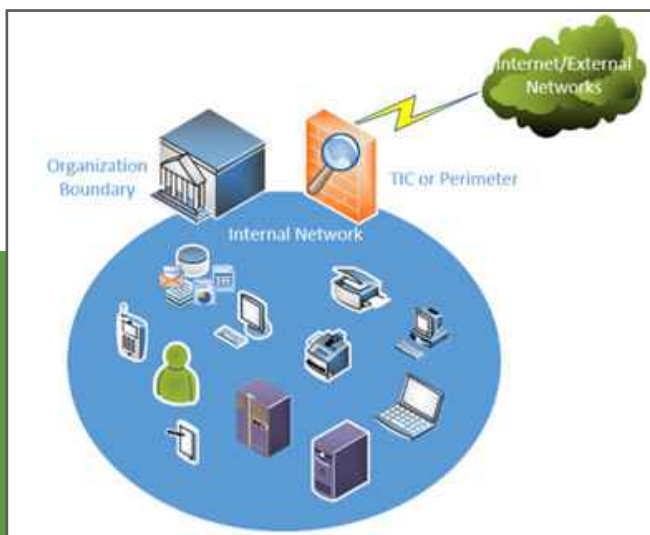 Internet/External
Networks
Organization
Boundary
TIC or Perimeter
Internal Network